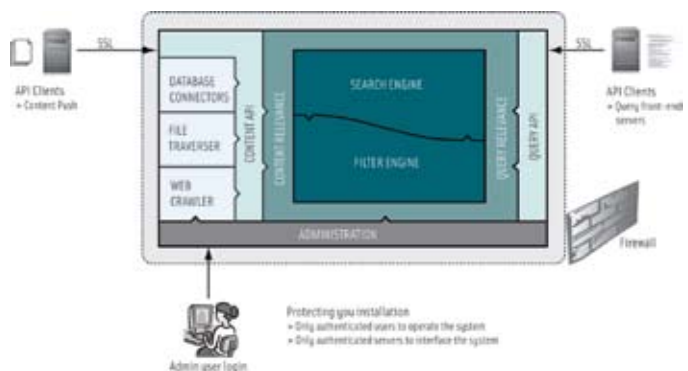 SSL
SSL
API Clients
» Content Push
API Clients
» Query front-end
servers
DATABASE
CONNECTORS
FILE
TRAVERSER
WEB
CRAWLER
CONTENT API
CONTENT RELEVANCE
SEARCH ENGINE
FILTER ENGINE
QUERY RELEVANCE
QUERY API
ADMINISTRATION
Firewall
Protecting you installation
» Only authenticated users to operate the system
» Only authenticated servers to interface the system
Admin user login